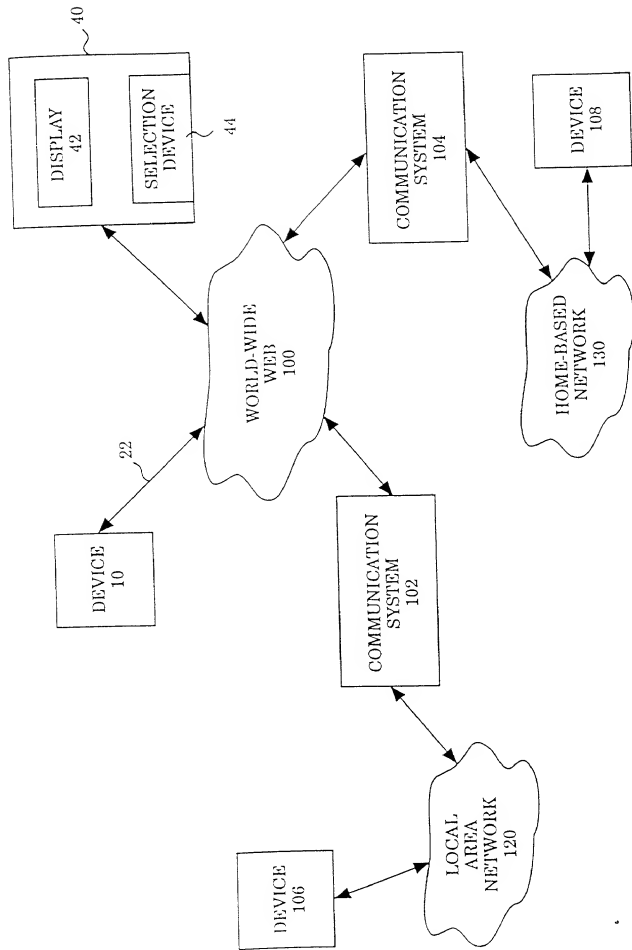 40
DISPLAY
42
22
DEVICE
10
SELECTION
DEVICE
44
WORLD-WIDE
WEB
100
DEVICE
106
COMMUNICATION
SYSTEM
102
COMMUNICATION
SYSTEM
104
LOCAL
AREA
NETWORK
120
DEVICE
108
HOME-BASED
NETWORK
130